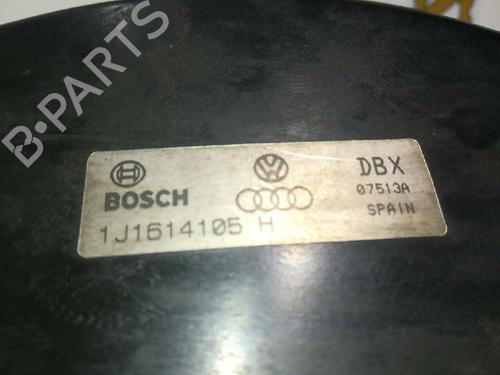 B-PARTS
BOSCH
1J1614105 H
DBX
07513A
SPAIN